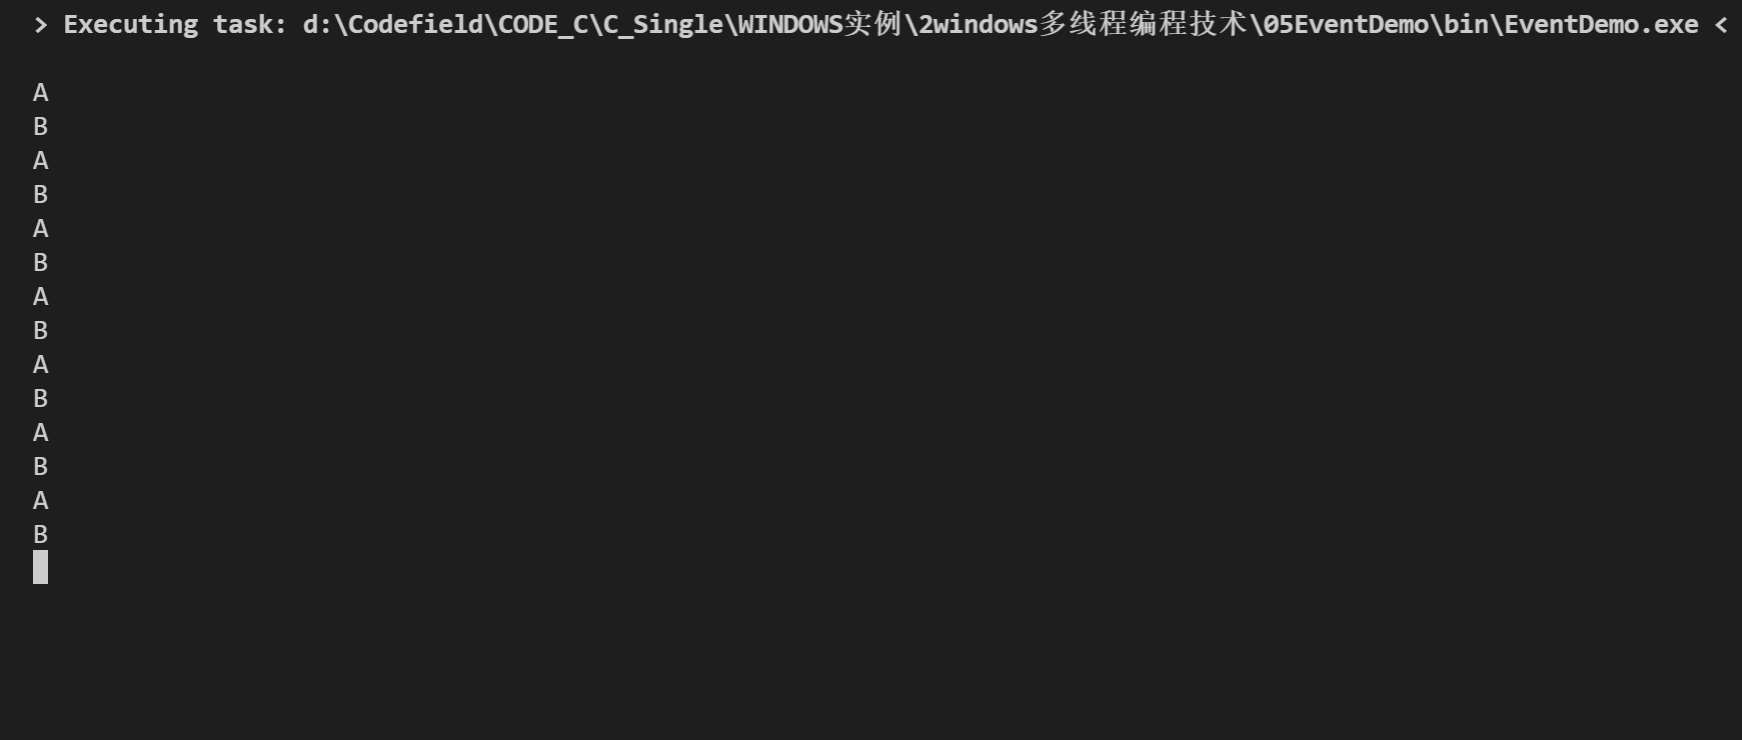 > Executing task: d:\Codefield\CODE_C\C_Single\WINDOWS实例\2windows多线程编程技术\05EventDemo\bin\EventDemo.exe <
A
B
A
B
A
B
A
B
A
B
A
B
A
B